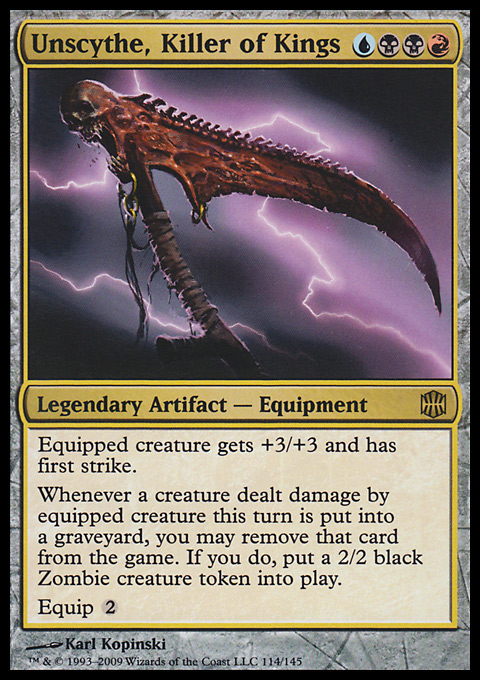 Unscythe, Killer of Kings
Legendary Artifact — Equipment
Equipped creature gets +3/+3 and has
first strike.
Whenever a creature dealt damage by
equipped creature this turn is put into
a graveyard, you may remove that card
from the game. If you do, put a 2/2 black
Zombie creature token into play.
Equip 2
Karl Kopinski
™ & © 1993–2009 Wizards of the Coast LLC 114/145